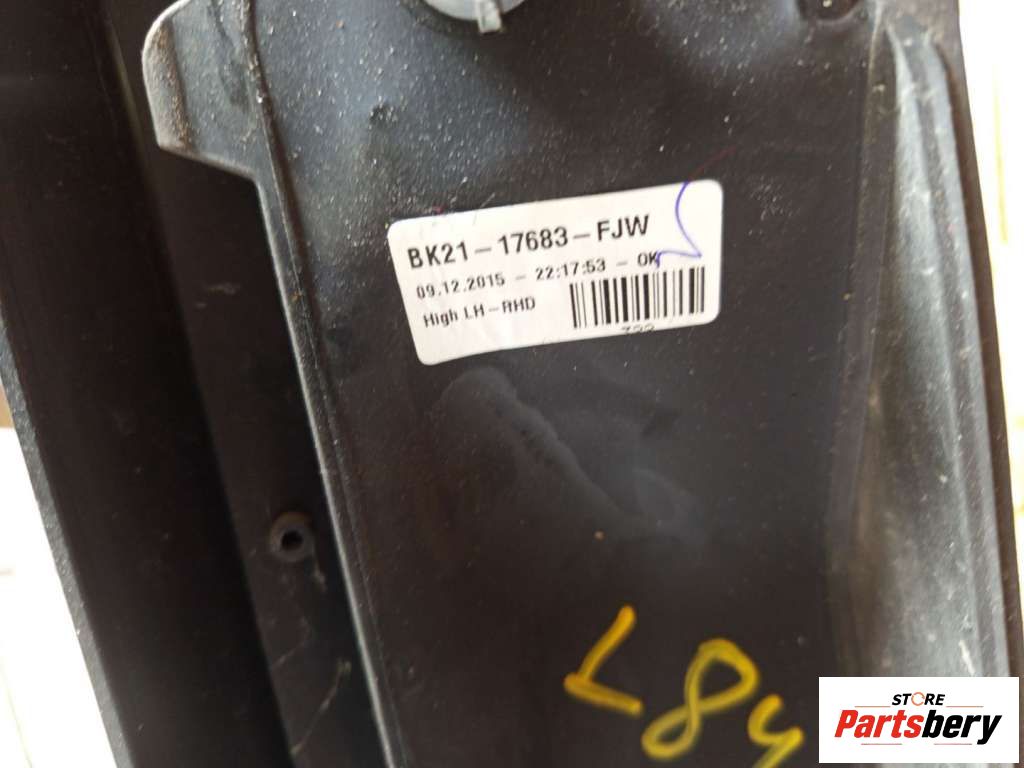 BK21-17683-FJW
09.12.2015 - 22:17:53 - OK
High LH-RHD
L84
STORE
Partsbery